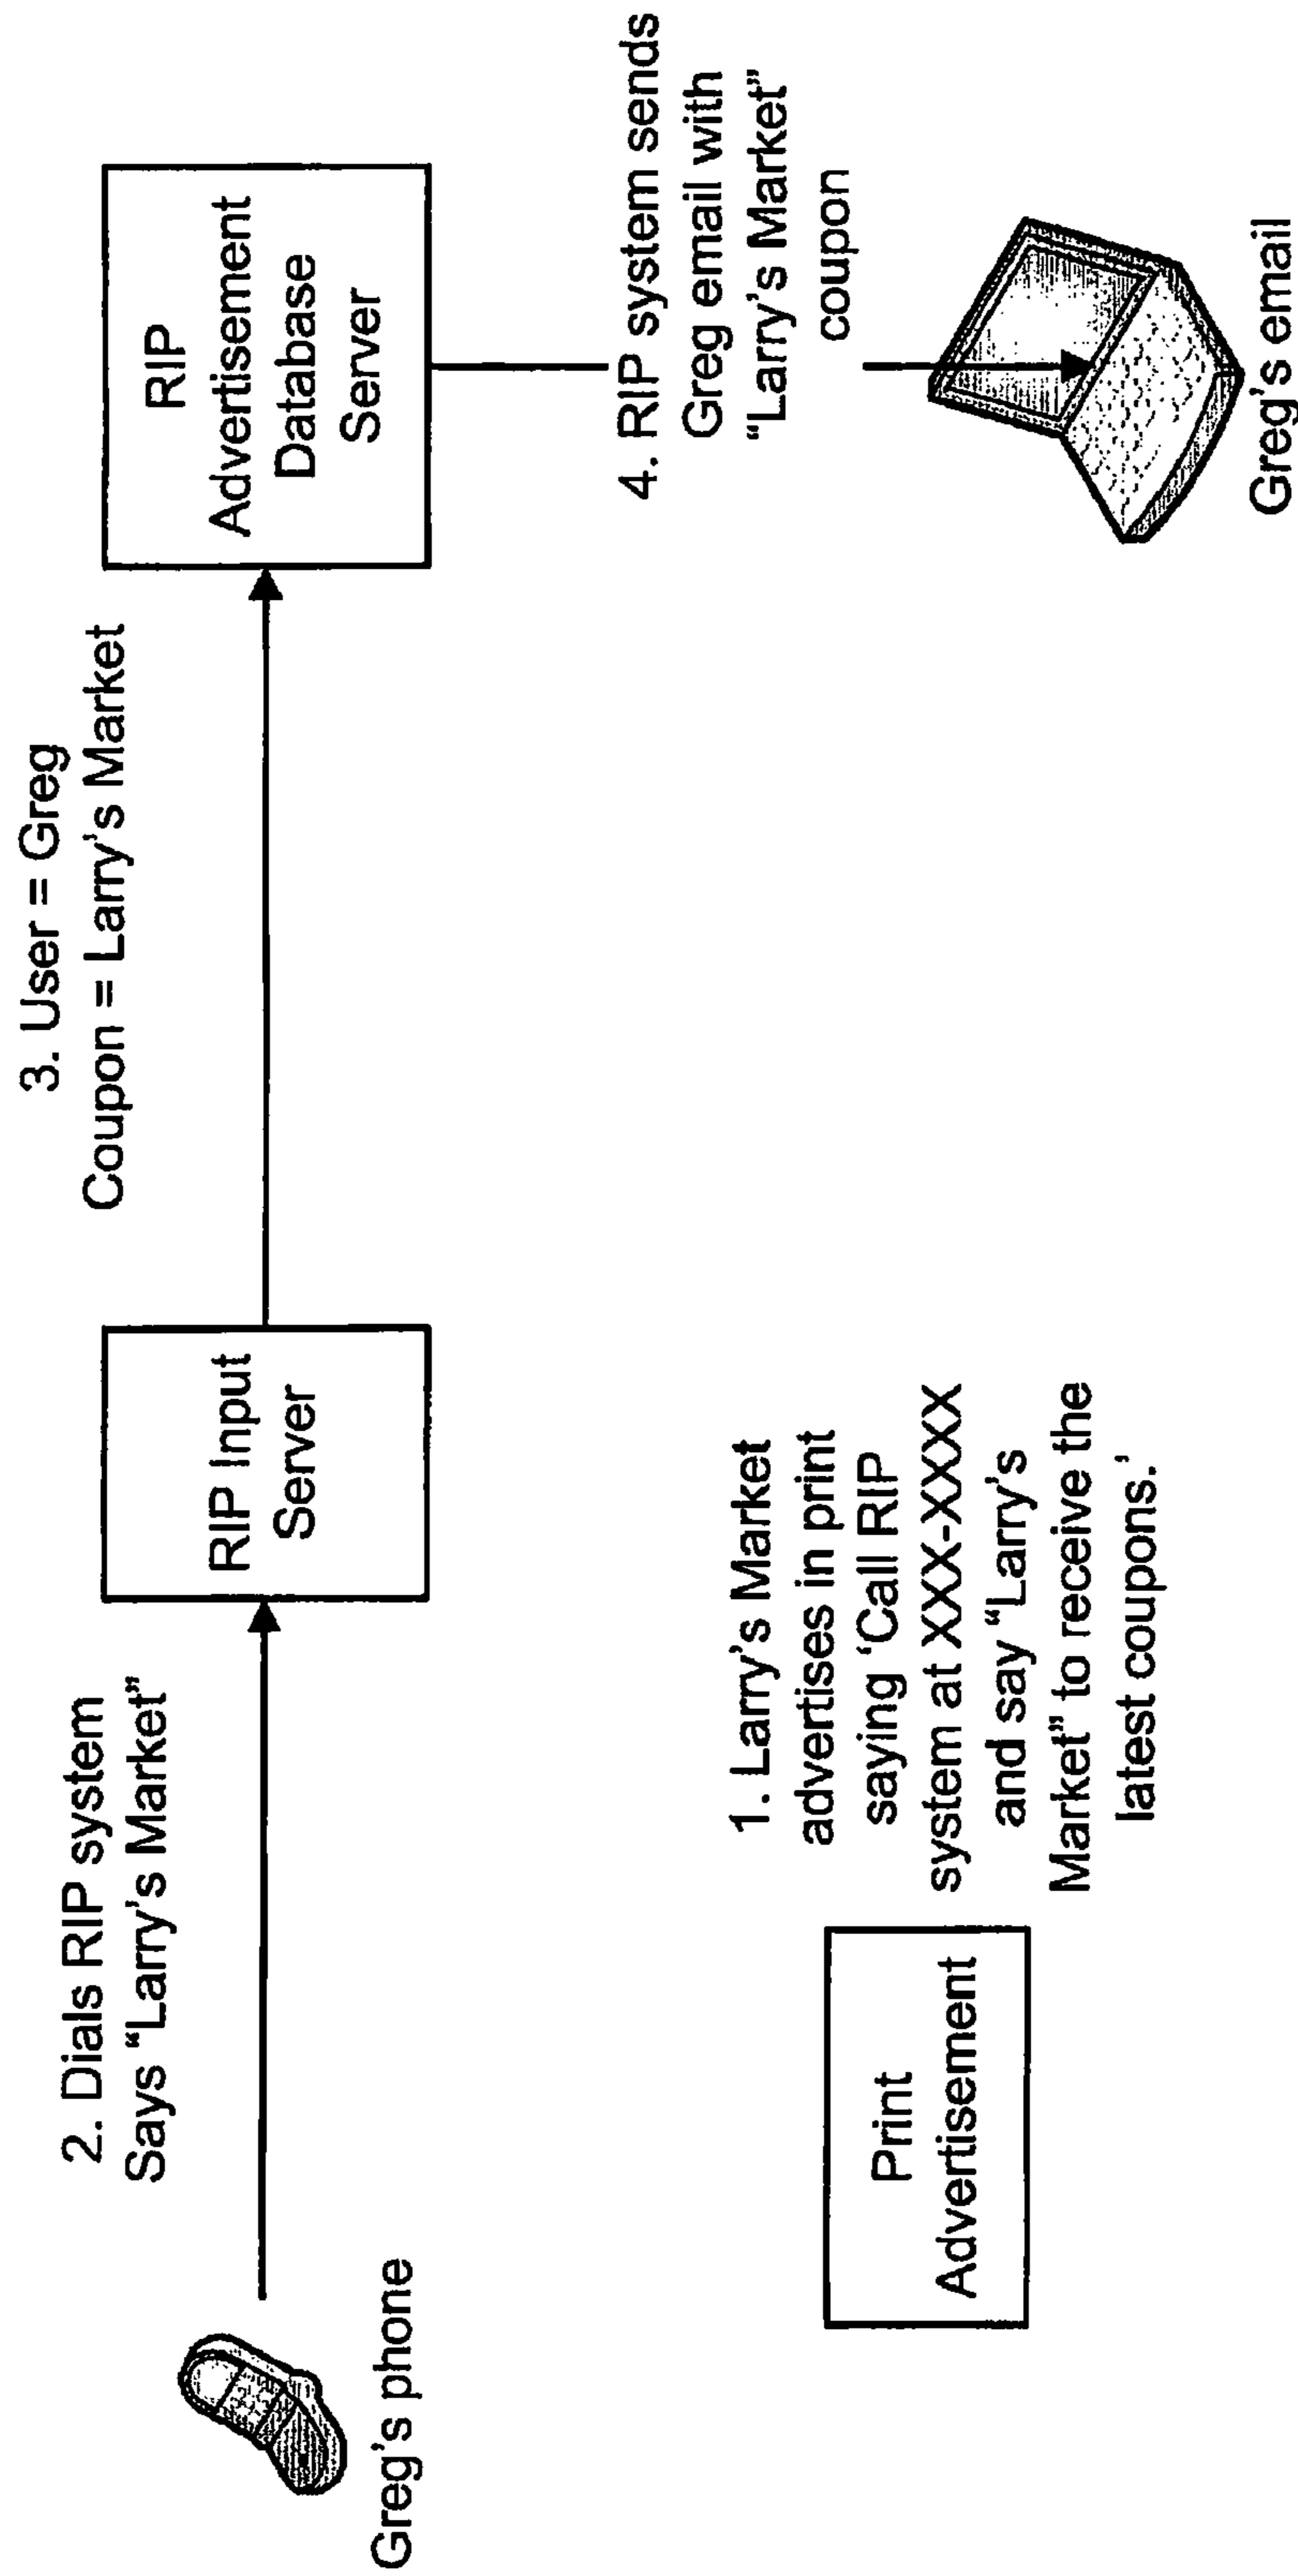 2. Dials RIP system
Says “Larry’s Market”
Greg’s phone
RIP Input
Server
3. User = Greg
Coupon = Larry’s Market
RIP
Advertisement
Database
Server
Print
Advertisement
1. Larry’s Market
advertises in print
saying ‘Call RIP
system at XXX-XXXX
and say “Larry’s
Market” to receive the
latest coupons.’
4. RIP system sends
Greg email with
“Larry’s Market”
coupon
Greg’s email